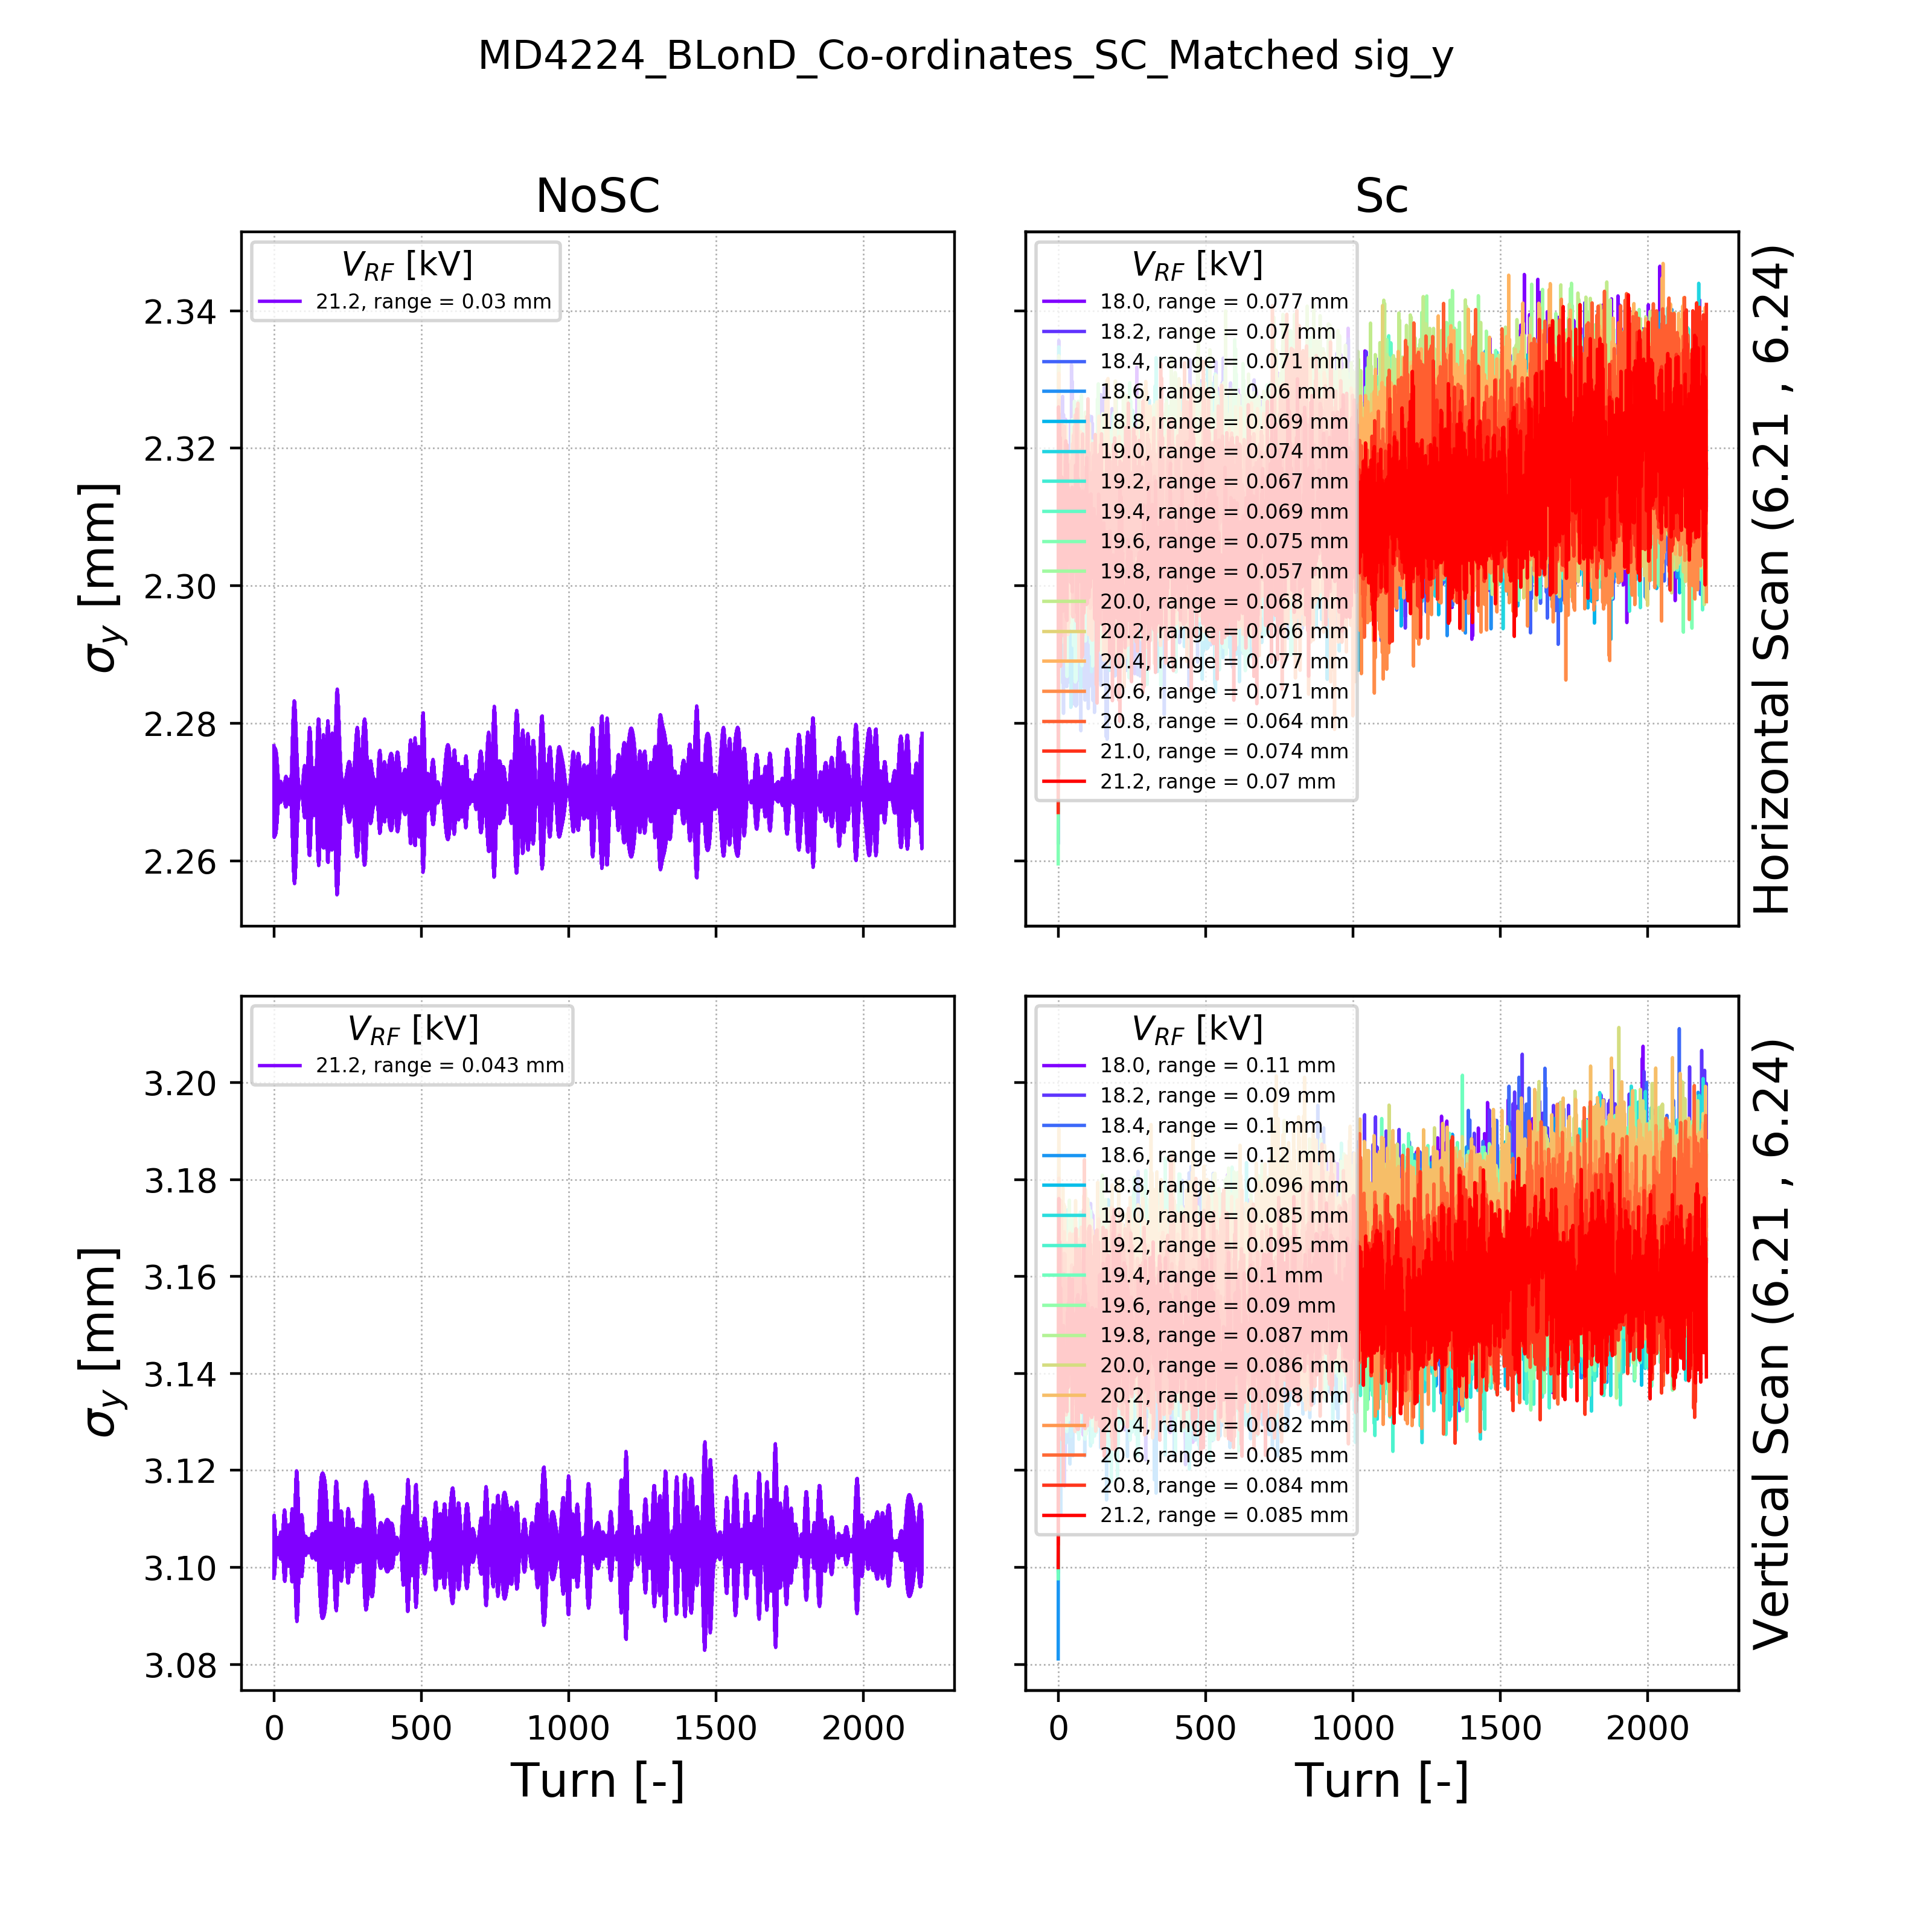 MD4224_BLonD_Co-ordinates_SC_Matched sig_y
NoSC
Sc
V_RF [kV]
21.2, range = 0.03 mm
2.34
2.32
2.30
2.28
2.26
σ_y [mm]
V_RF [kV]
18.0, range = 0.077 mm
18.2, range = 0.07 mm
18.4, range = 0.071 mm
18.6, range = 0.06 mm
18.8, range = 0.069 mm
19.0, range = 0.074 mm
19.2, range = 0.067 mm
19.4, range = 0.069 mm
19.6, range = 0.075 mm
19.8, range = 0.057 mm
20.0, range = 0.068 mm
20.2, range = 0.066 mm
20.4, range = 0.077 mm
20.6, range = 0.071 mm
20.8, range = 0.064 mm
21.0, range = 0.074 mm
21.2, range = 0.07 mm
Horizontal Scan (6.21 , 6.24)
V_RF [kV]
21.2, range = 0.043 mm
3.20
3.18
3.16
3.14
3.12
3.10
3.08
σ_y [mm]
0 500 1000 1500 2000
Turn [-]
V_RF [kV]
18.0, range = 0.11 mm
18.2, range = 0.09 mm
18.4, range = 0.1 mm
18.6, range = 0.12 mm
18.8, range = 0.096 mm
19.0, range = 0.085 mm
19.2, range = 0.095 mm
19.4, range = 0.1 mm
19.6, range = 0.09 mm
19.8, range = 0.087 mm
20.0, range = 0.086 mm
20.2, range = 0.098 mm
20.4, range = 0.082 mm
20.6, range = 0.085 mm
20.8, range = 0.084 mm
21.2, range = 0.085 mm
0 500 1000 1500 2000
Turn [-]
Vertical Scan (6.21 , 6.24)